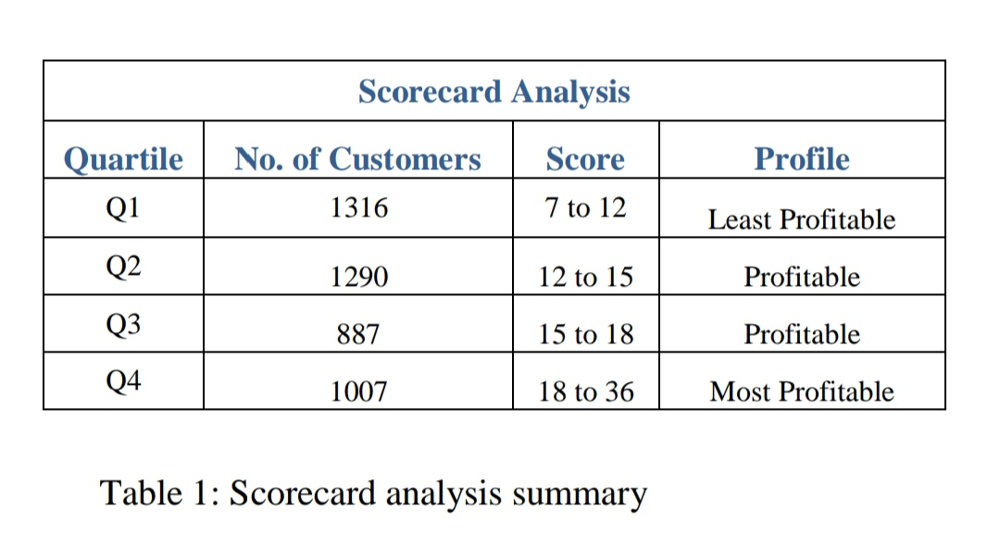 Scorecard Analysis
Quartile No. of Customers Score Profile
Q1 1316 7 to 12 Least Profitable
Q2 1290 12 to 15 Profitable
Q3 887 15 to 18 Profitable
Q4 1007 18 to 36 Most Profitable
Table 1: Scorecard analysis summary